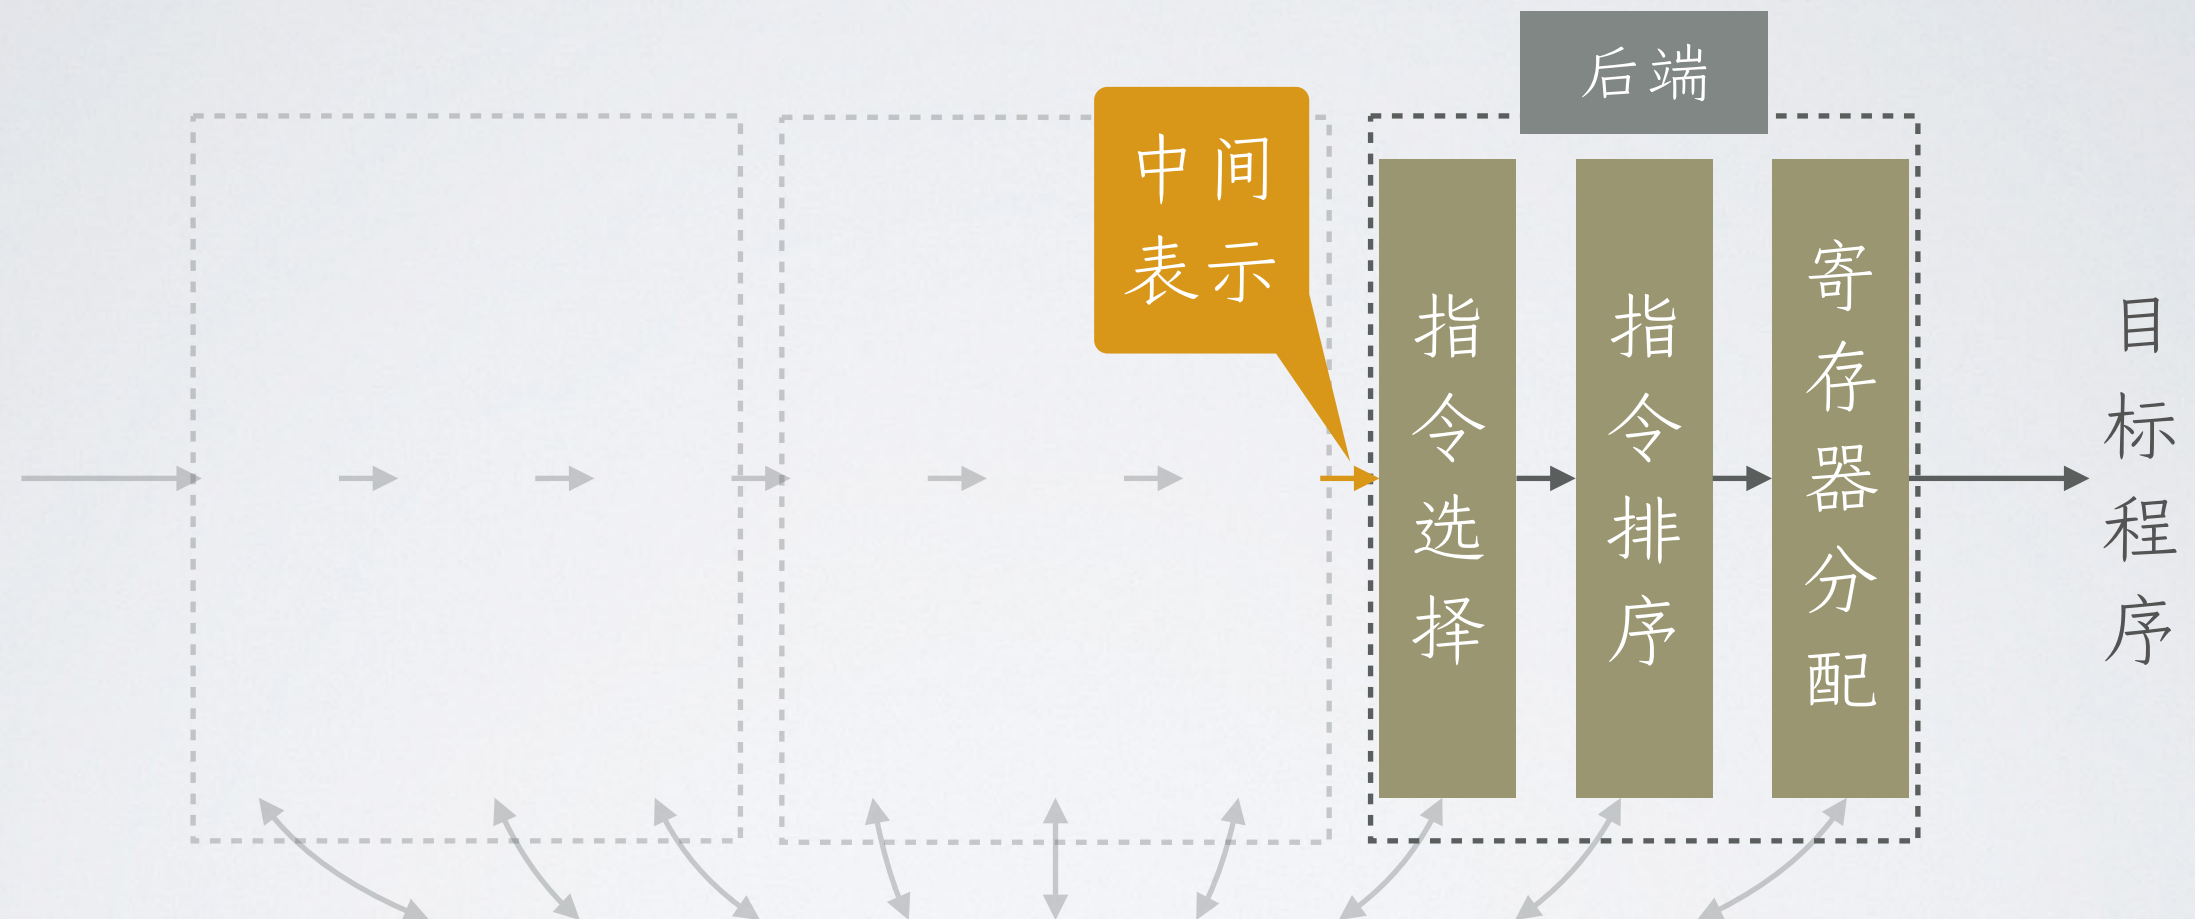 后端
中间
表示
指令选择
指令排序
寄存器分配
目标程序